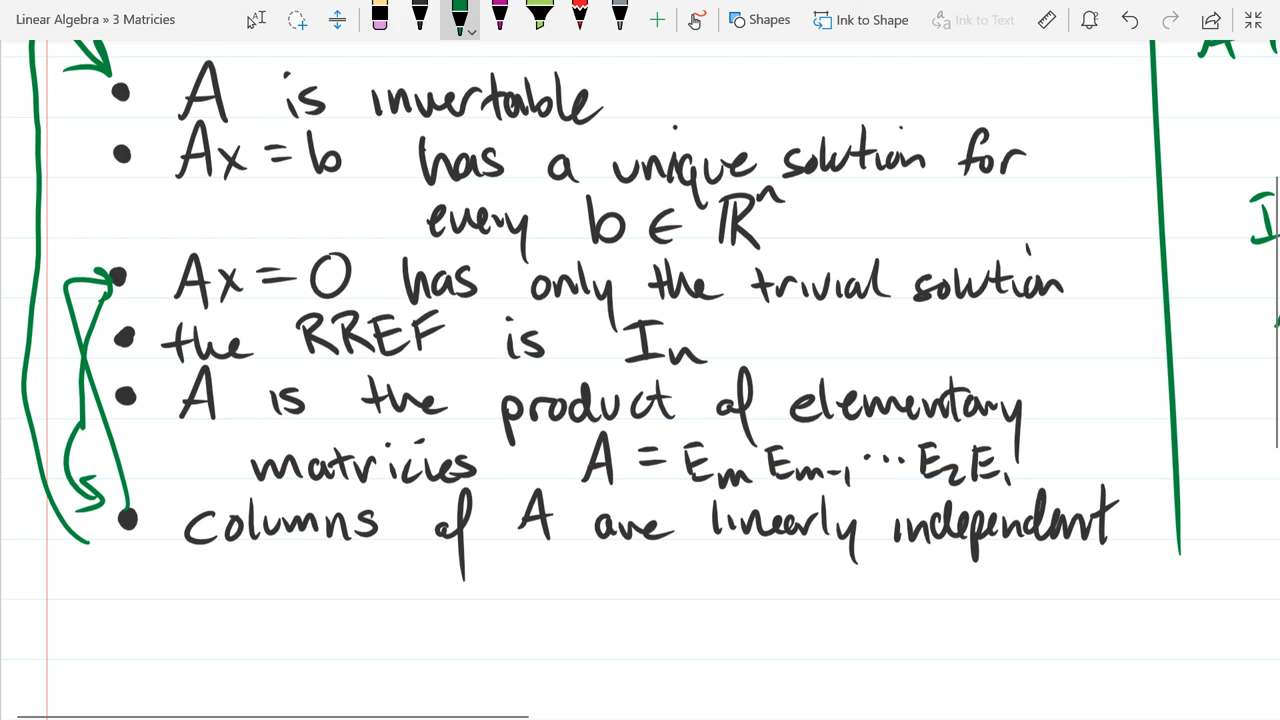 Linear Algebra » 3 Matricies
Shapes
Ink to Shape
Ink to Text
A
• A is invertable
• Ax = b has a unique solution for
every b ∈ ℝⁿ
I
• Ax = 0 has only the trivial solution
• the RREF is In
• A is the product of elementary
matricies A = Em Em-1 ... E2E1
• columns of A are linearly independent